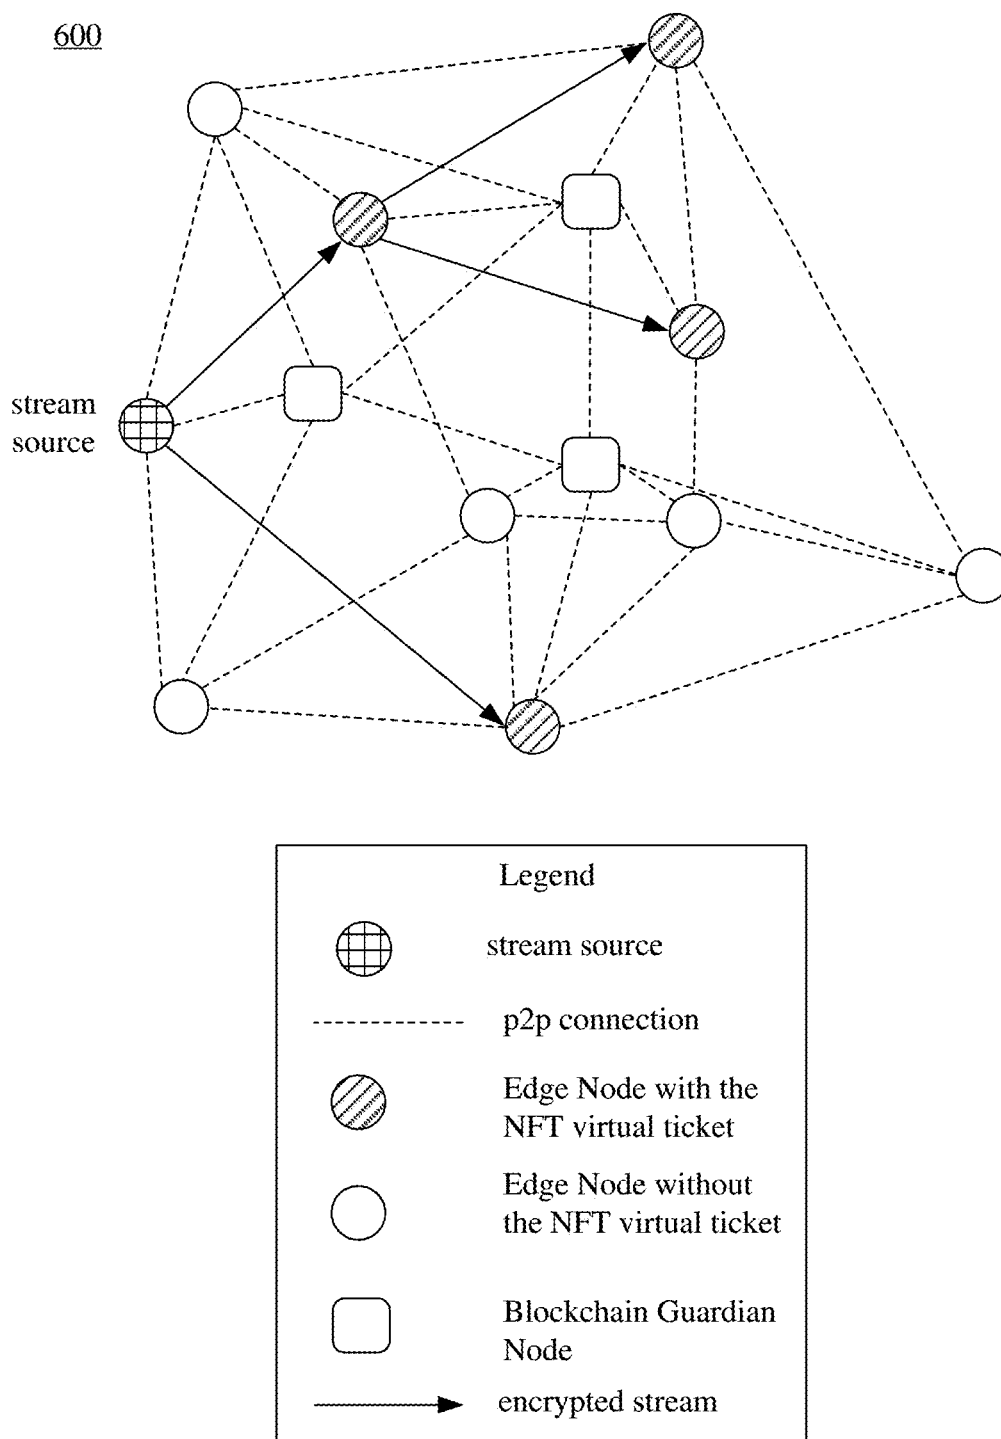 600
stream
source
Legend
stream source
p2p connection
Edge Node with the
NFT virtual ticket
Edge Node without
the NFT virtual ticket
Blockchain Guardian
Node
encrypted stream